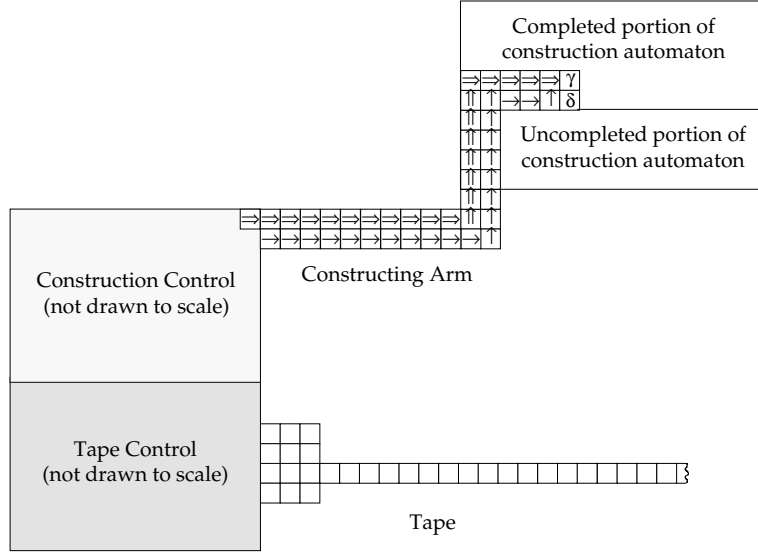 Completed portion of
construction automaton
γ
δ
Uncompleted portion of
construction automaton
Construction Control
(not drawn to scale)
Constructing Arm
Tape Control
(not drawn to scale)
Tape